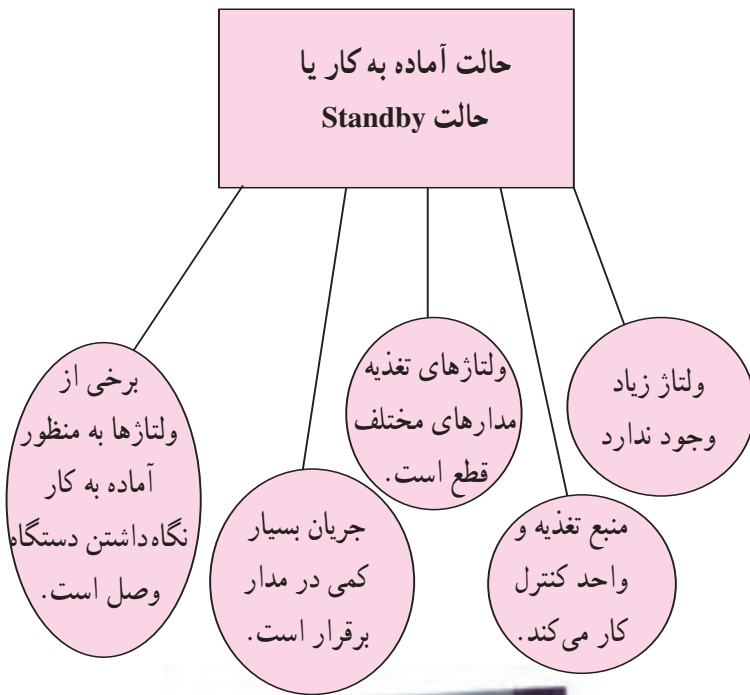 حالت آماده به کار یا
حالت Standby
ولتاژ زیاد
وجود ندارد
منبع تغذیه و
واحد کنترل
کار می‌کند.
ولتاژهای تغذیه
مدارهای مختلف
قطع است.
جریان بسیار
کمی در مدار
برقرار است.
برخی از
ولتاژها به منظور
آماده به کار
نگاه‌داشتن دستگاه
وصل است.